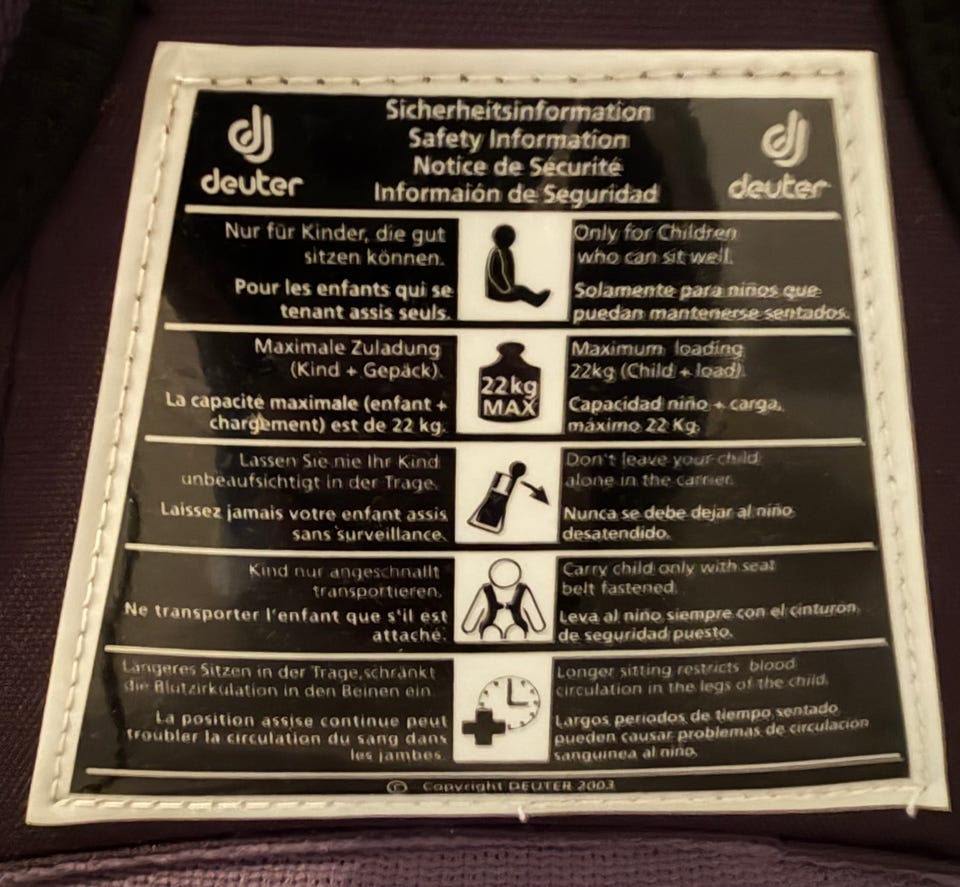 deuter
Sicherheitsinformation
Safety Information
Notice de Sécurité
Informaión de Seguridad
deuter
Nur für Kinder, die gut
sitzen können.
Pour les enfants qui se
tenant assis seuls.
Only for Children
who can sit well.
Solamente para niños que
puedan mantenerse sentados.
Maximale Zuladung
(Kind + Gepäck).
La capacité maximale (enfant +
chargement) est de 22 kg.
22kg
MAX
Maximum loading
22kg (Child + load).
Capacidad niño + carga,
máximo 22 Kg.
Lassen Sie nie Ihr Kind
unbeaufsichtigt in der Trage.
Laissez jamais votre enfant assis
sans surveillance.
Don't leave your child
alone in the carrier.
Nunca se debe dejar al niño
desatendido.
Kind nur angeschnallt
transportieren.
Ne transporter l'enfant que s'il est
attaché.
Carry child only with seat
belt fastened.
Leva al niño siempre con el cinturón
de seguridad puesto.
Längeres Sitzen in der Trage, schränkt
die Blutzirkulation in den Beinen ein
La position assise continue peut
troubler la circulation du sang dans
les jambes.
Longer sitting restricts blood
circulation in the legs of the child.
Largos periodos de tiempo sentado
pueden causar problemas de circulación
sanguinea al niño.
© Copyright DEUTER 2003